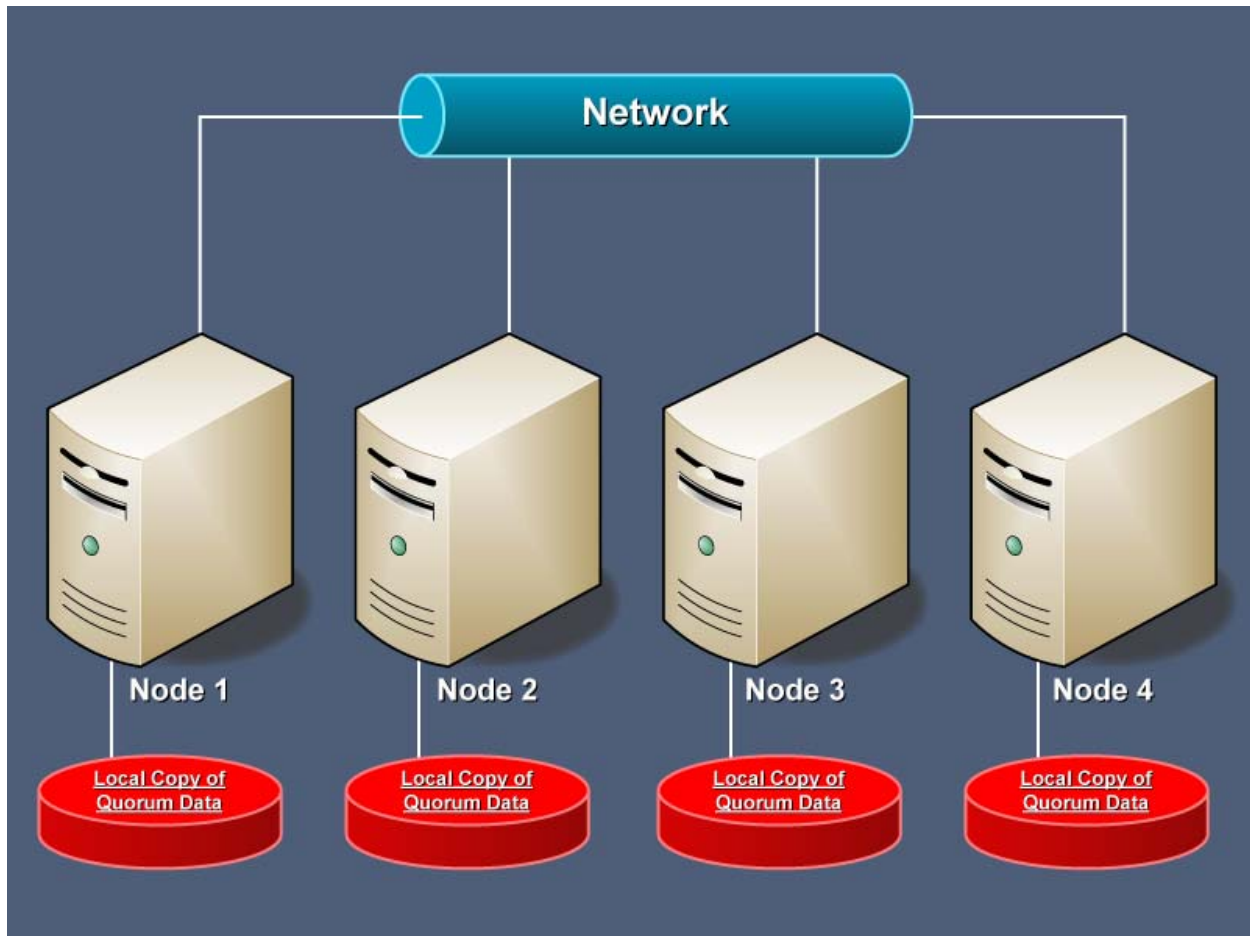 Network
Node 1
Node 2
Node 3
Node 4
Local Copy of
Quorum Data
Local Copy of
Quorum Data
Local Copy of
Quorum Data
Local Copy of
Quorum Data